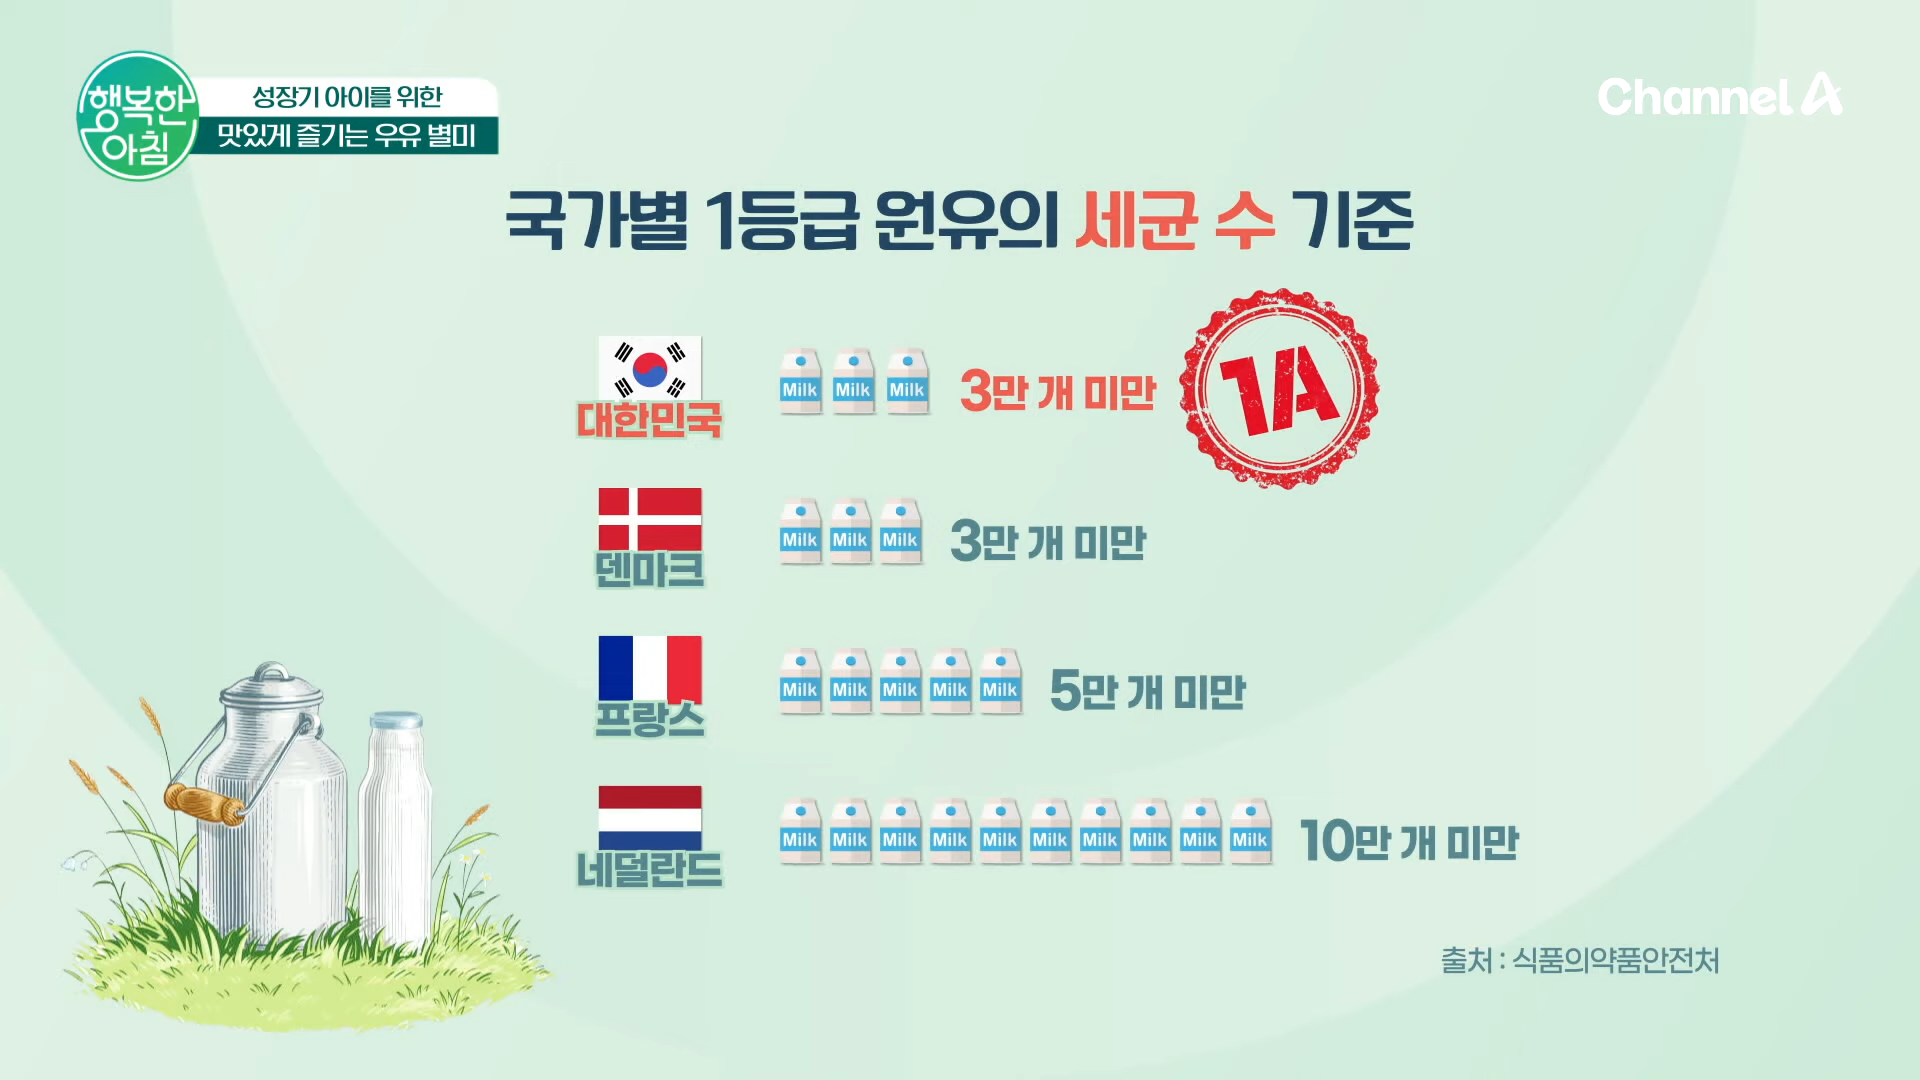 행복한
아침
성장기 아이를 위한
맛있게 즐기는 우유 별미
Channel A
국가별 1등급 원유의 세균 수 기준
대한민국
Milk Milk Milk
3만 개 미만
1A
덴마크
Milk Milk Milk
3만 개 미만
프랑스
Milk Milk Milk Milk Milk
5만 개 미만
네덜란드
Milk Milk Milk Milk Milk Milk Milk Milk Milk Milk
10만 개 미만
출처 : 식품의약품안전처